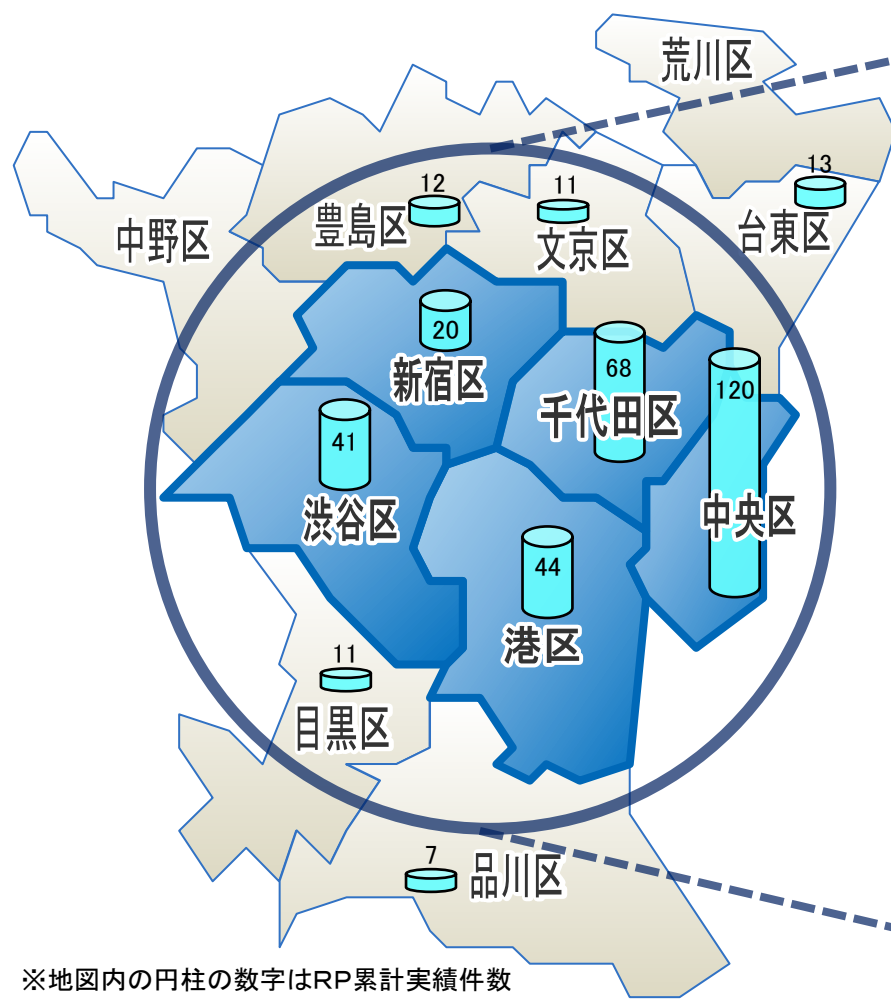 荒川区
13
台東区
12
豊島区
11
文京区
中野区
20
新宿区
68
千代田区
120
中央区
41
渋谷区
44
港区
11
目黒区
7
品川区
※地図内の円柱の数字はRP累計実績件数